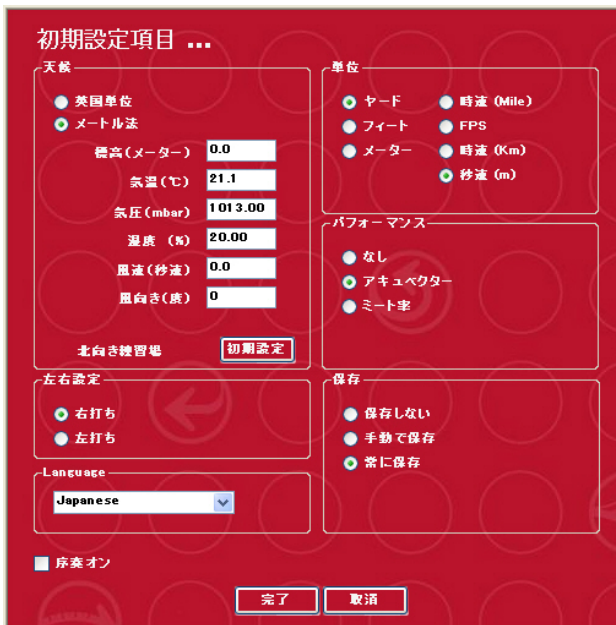 初期設定項目 ...
天候
英国単位
メートル法
標高(メーター) 0.0
気温(℃) 21.1
気圧(mbar) 1013.00
湿度 (%) 20.00
風速(秒速) 0.0
風向き(度) 0
北向き練習場 初期設定
単位
ヤード 時速 (Mile)
フィート FPS
メーター 時速 (Km)
秒速 (m)
パフォーマンス
なし
アキュベクター
ミート率
左右設定
右打ち
左打ち
保存
保存しない
手動で保存
常に保存
Language
Japanese
序奏オン
完了 取消